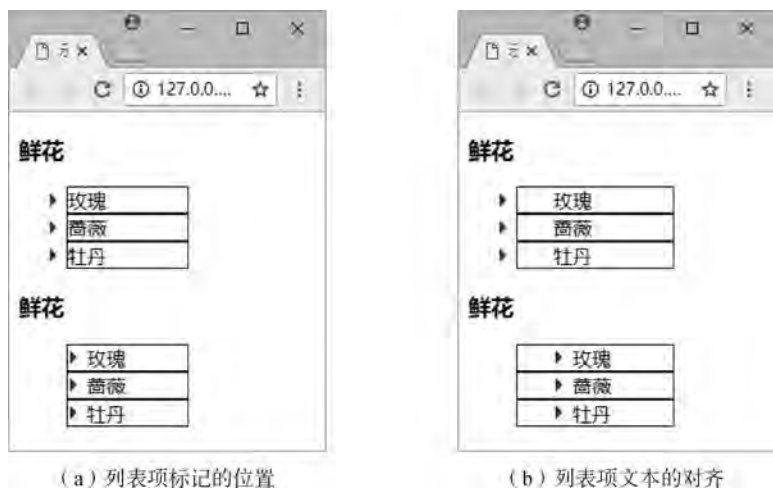 元
127.0.0....
鲜花
玫瑰
蔷薇
牡丹
鲜花
玫瑰
蔷薇
牡丹
(a)列表项标记的位置
元
127.0.0....
鲜花
玫瑰
蔷薇
牡丹
鲜花
玫瑰
蔷薇
牡丹
(b)列表项文本的对齐